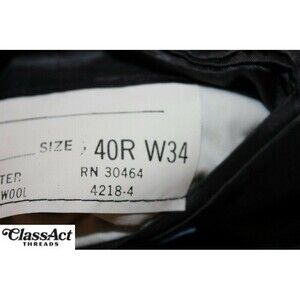 SIZE 40R W34
TER RN 30464
WOOL 4218-4
ClassAct
THREADS